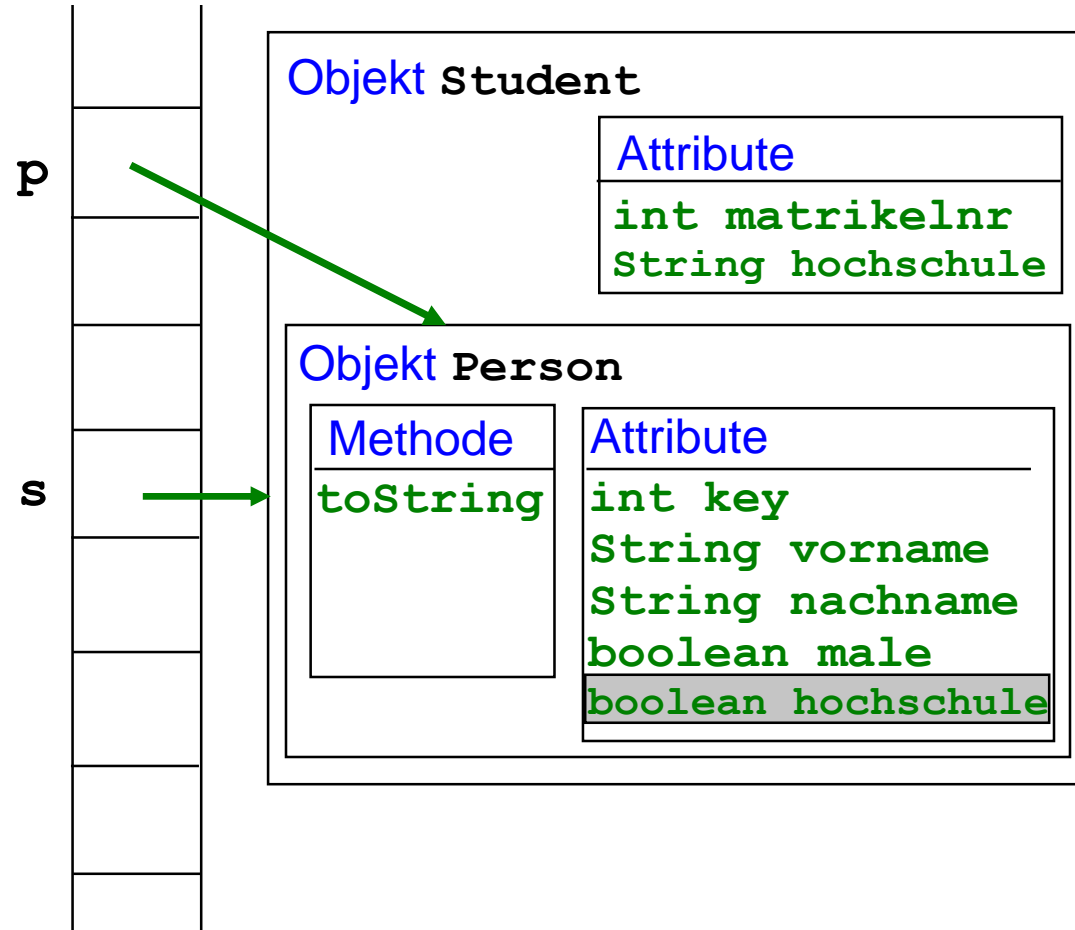 Objekt Student
Attribute
int matrikelnr
String hochschule
p
Objekt Person
Methode
toString
Attribute
int key
String vorname
String nachname
boolean male
boolean hochschule
s